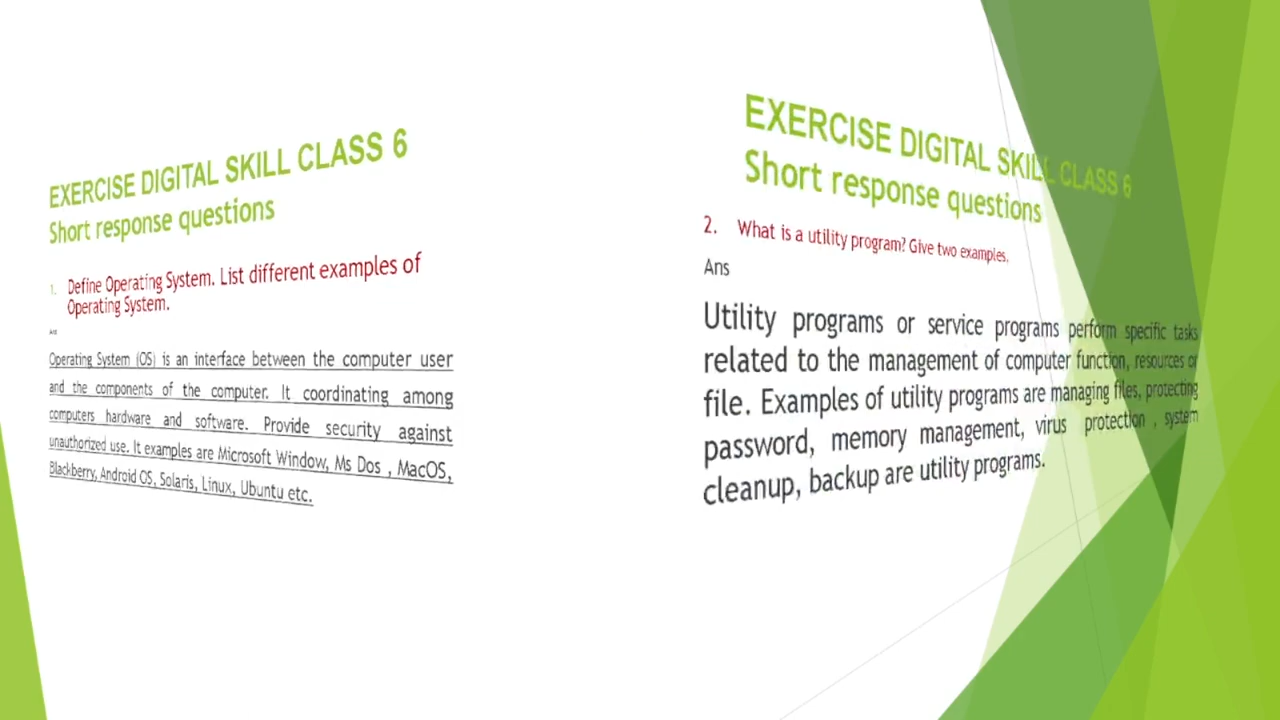 EXERCISE DIGITAL SKILL CLASS 6
Short response questions
1. Define Operating System. List different examples of
Operating System.
Ans
Operating System (OS) is an interface between the computer user
and the components of the computer. It coordinating among
computers hardware and software. Provide security against
unauthorized use. It examples are Microsoft Window, Ms Dos , MacOS,
Blackberry, Android OS, Solaris, Linux, Ubuntu etc.
EXERCISE DIGITAL SKILL CLASS 6
Short response questions
2. What is a utility program? Give two examples.
Ans
Utility programs or service programs perform specific tasks
related to the management of computer function, resources or
file. Examples of utility programs are managing files, protecting
password, memory management, virus protection , system
cleanup, backup are utility programs.